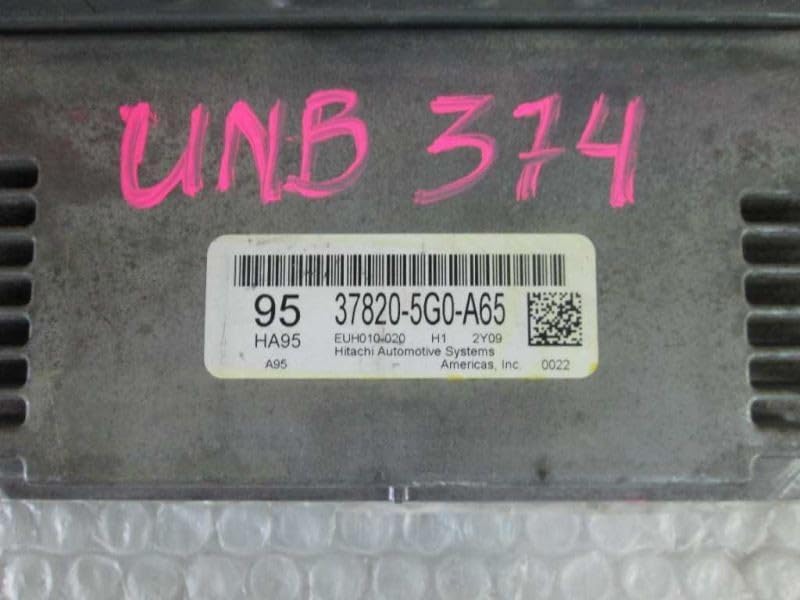 UNB 374
95 37820-5G0-A65
HA95 EUH010-020 H1 2Y09
Hitachi Automotive Systems
A95 Americas, Inc. 0022